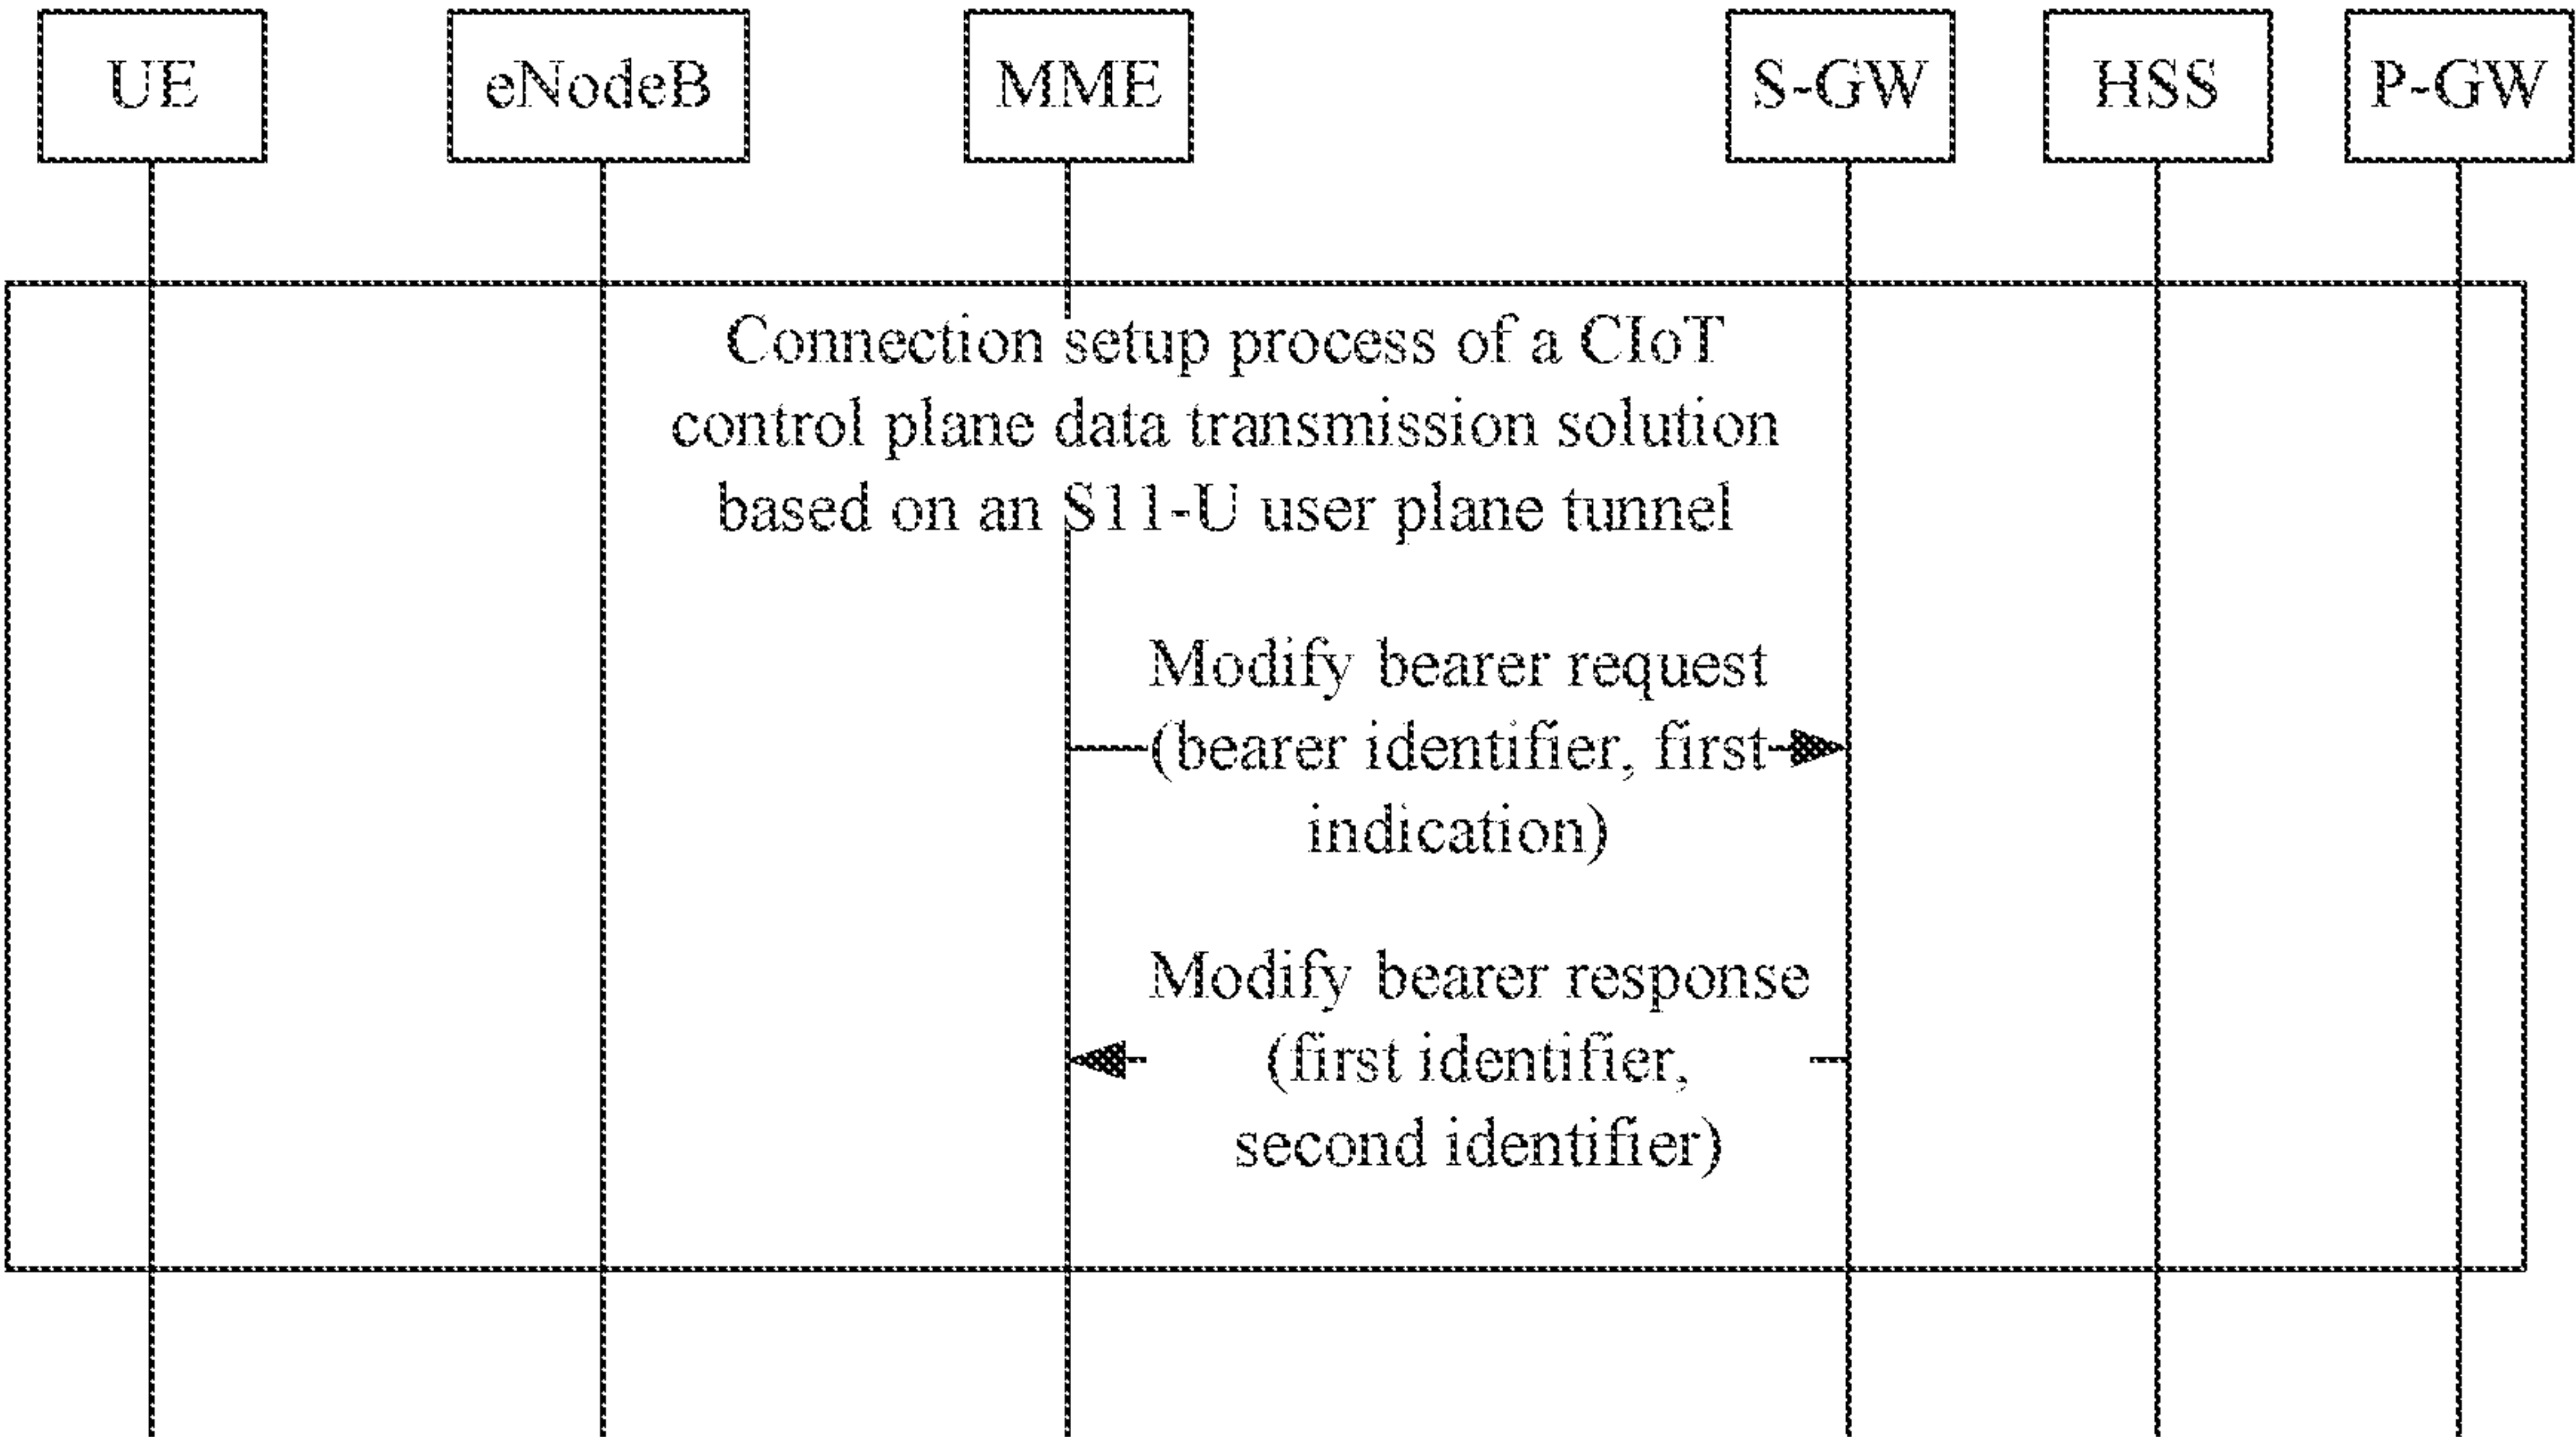 UE
eNodeB
MME
S-GW
HSS
P-GW
Connection setup process of a CIoT
control plane data transmission solution
based on an S11-U user plane tunnel
Modify bearer request
(bearer identifier, first
indication)
Modify bearer response
(first identifier,
second identifier)